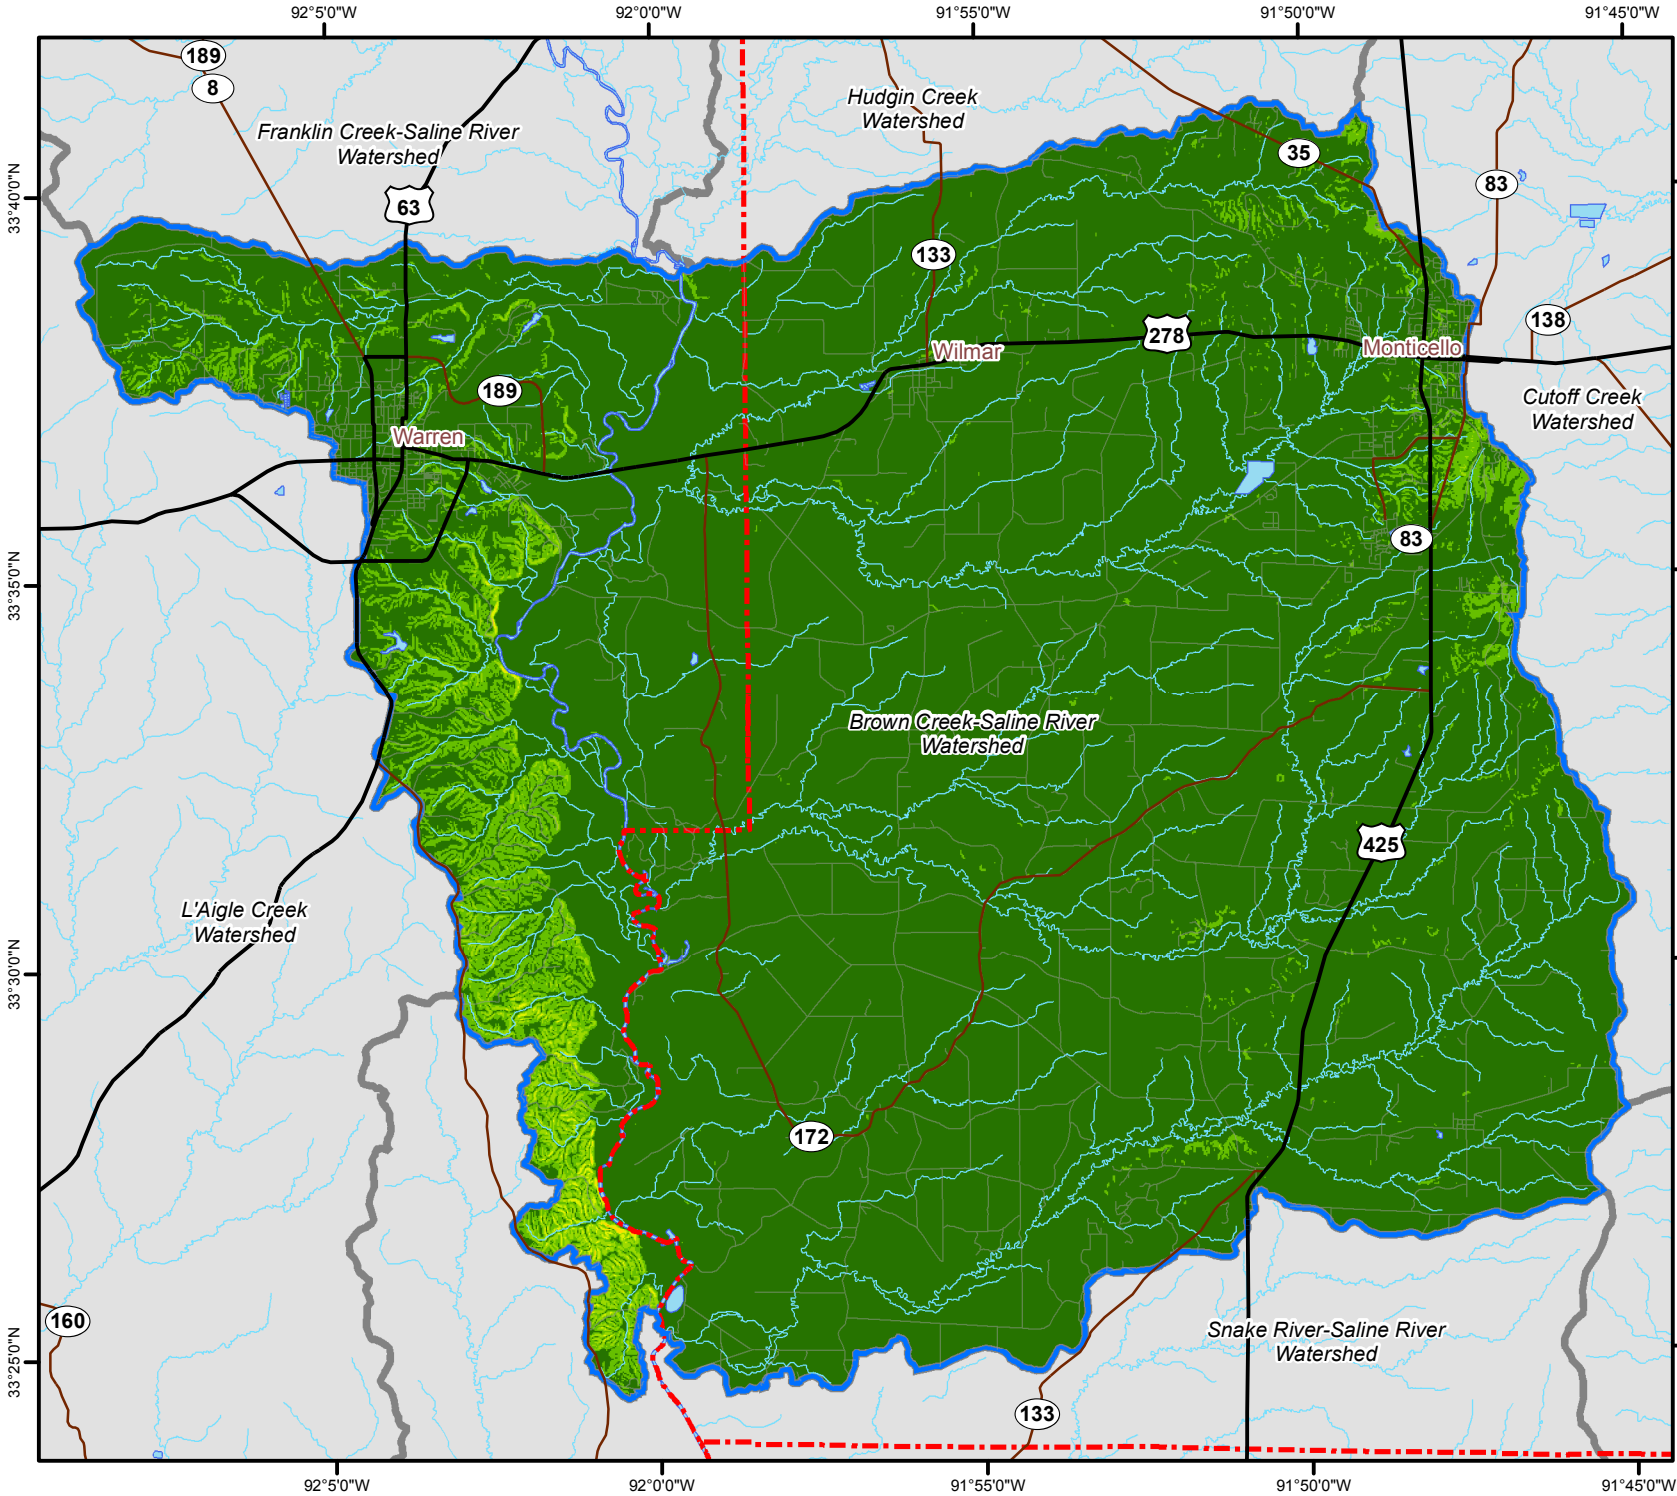 92°5'0"W
92°0'0"W
91°55'0"W
91°50'0"W
91°45'0"W
189
8
Franklin Creek-Saline River
Watershed
Hudgin Creek
Watershed
35
83
33°40'0"N
63
133
278
138
Wilmar
Monticello
189
Warren
Cutoff Creek
Watershed
83
33°35'0"N
Brown Creek-Saline River
Watershed
425
L'Aigle Creek
Watershed
33°30'0"N
172
160
Snake River-Saline River
Watershed
33°25'0"N
133
92°5'0"W
92°0'0"W
91°55'0"W
91°50'0"W
91°45'0"W